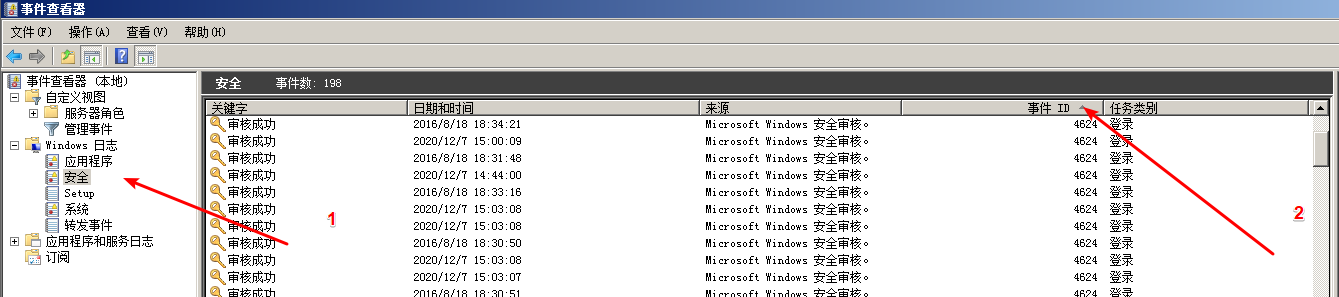 事件查看器
文件(F) 操作(A) 查看(V) 帮助(H)
事件查看器 (本地)
自定义视图
服务器角色
管理事件
Windows 日志
应用程序
安全
Setup
系统
转发事件
应用程序和服务日志
订阅
安全 事件数: 198
关键字 日期和时间 来源 事件 ID 任务类别
审核成功 2016/8/18 18:34:21 Microsoft Windows 安全审核。 4624 登录
审核成功 2020/12/7 15:00:09 Microsoft Windows 安全审核。 4624 登录
审核成功 2016/8/18 18:31:48 Microsoft Windows 安全审核。 4624 登录
审核成功 2020/12/7 14:44:00 Microsoft Windows 安全审核。 4624 登录
审核成功 2016/8/18 18:33:16 Microsoft Windows 安全审核。 4624 登录
审核成功 2020/12/7 15:03:08 Microsoft Windows 安全审核。 4624 登录
审核成功 2020/12/7 15:03:08 Microsoft Windows 安全审核。 4624 登录
审核成功 2016/8/18 18:30:50 Microsoft Windows 安全审核。 4624 登录
审核成功 2020/12/7 15:03:08 Microsoft Windows 安全审核。 4624 登录
审核成功 2020/12/7 15:03:07 Microsoft Windows 安全审核。 4624 登录
审核成功 2016/8/18 18:30:51 Microsoft Windows 安全审核。 4624 登录
1
2